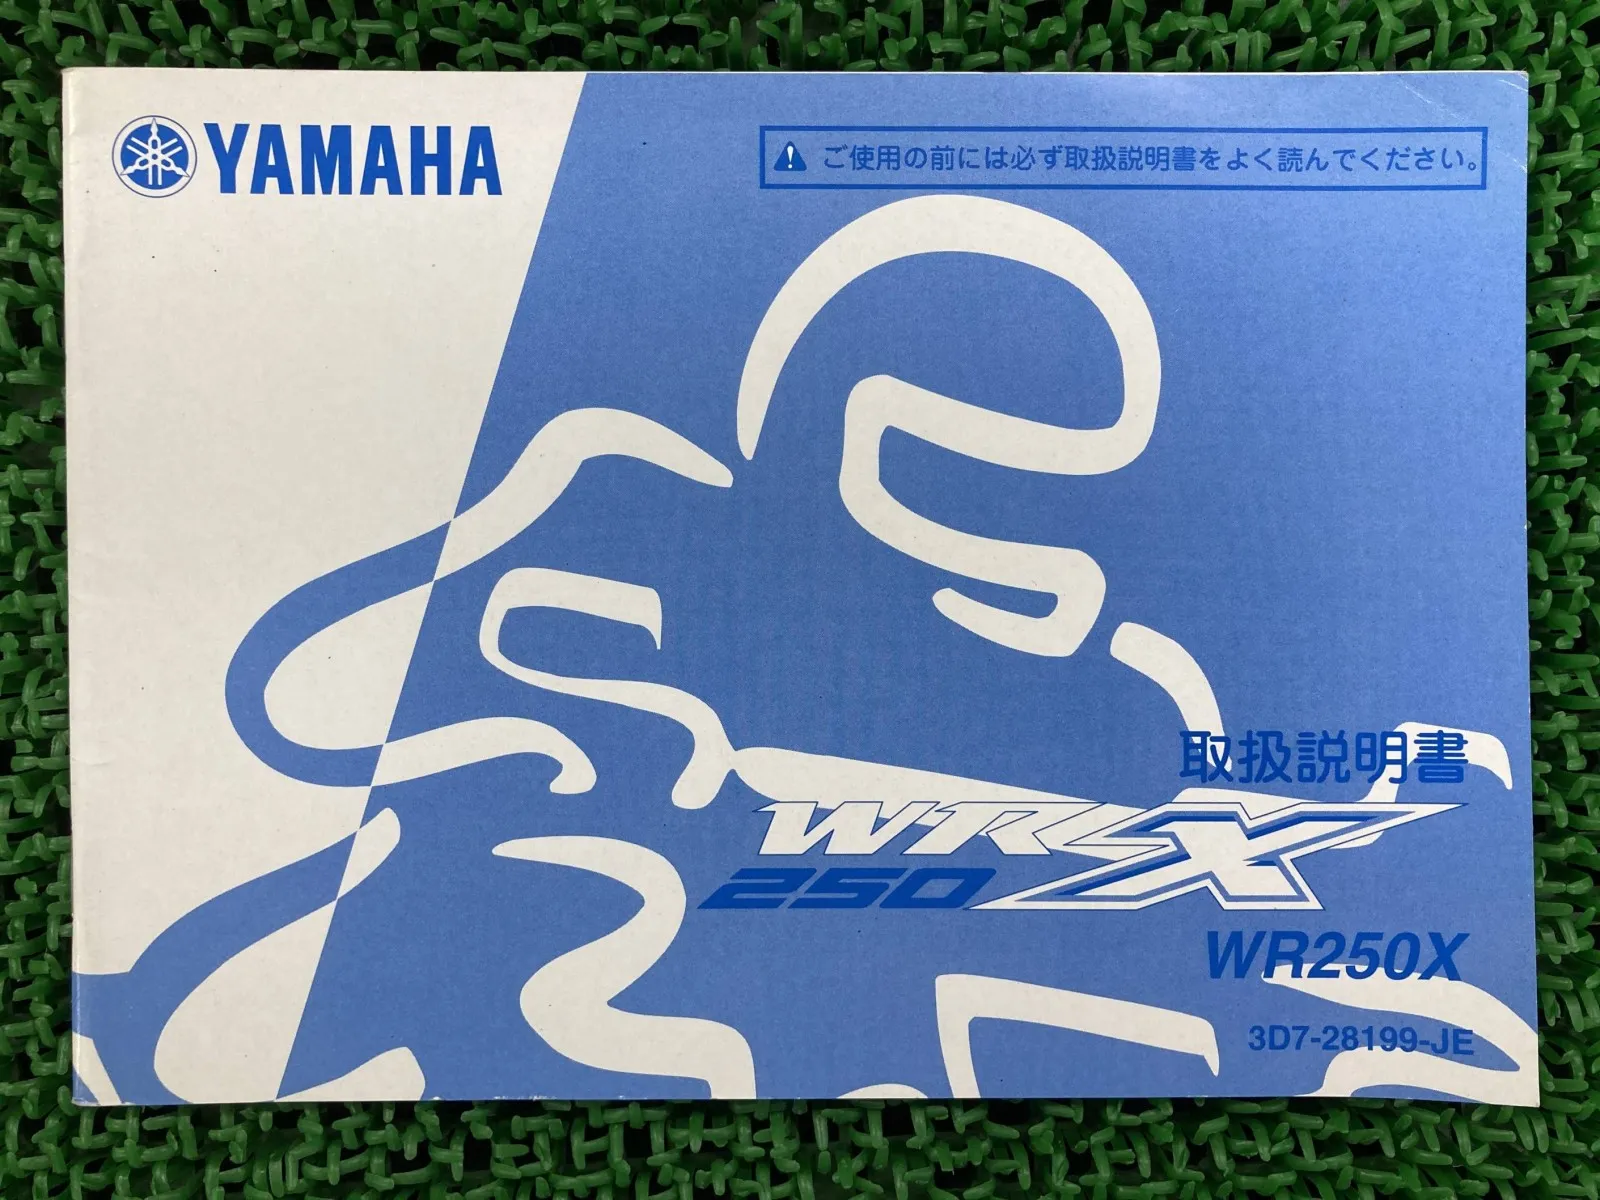 YAMAHA
ご使用の前には必ず取扱説明書をよく読んでください。
取扱説明書
WR
250X
WR250X
3D7-28199-JE